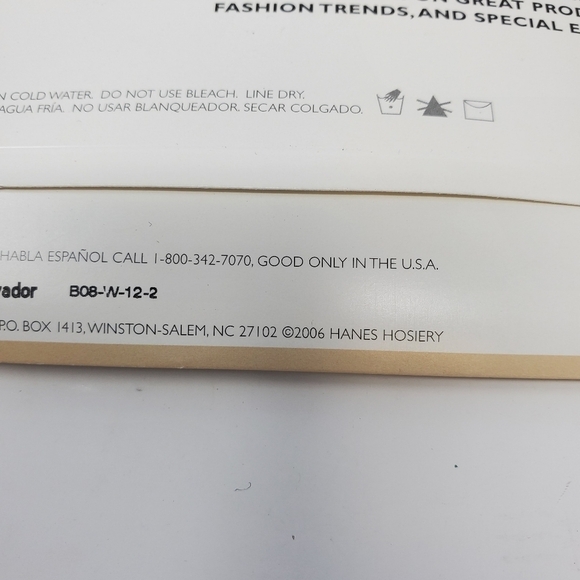 GREAT
FASHION TRENDS, AND SPECIAL E
N COLD WATER. DO NOT USE BLEACH. LINE DRY.
AGUA FRÍA. NO USAR BLANQUEADOR. SECAR COLGADO.
HABLA ESPAÑOL CALL 1-800-342-7070, GOOD ONLY IN THE U.S.A.
vador B08-W-12-2
P.O. BOX 1413, WINSTON-SALEM, NC 27102 ©2006 HANES HOSIERY